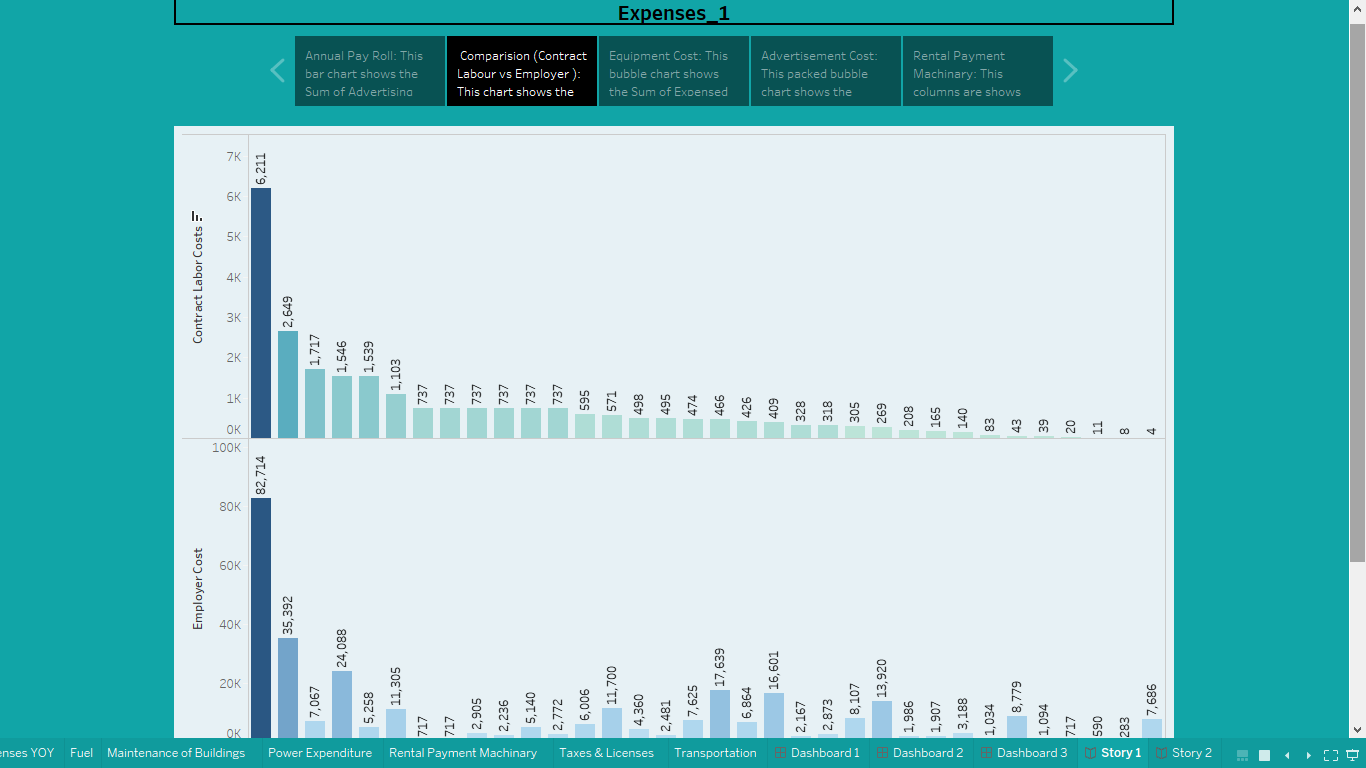 Expenses_1
Annual Pay Roll: This
bar chart shows the
Sum of Advertising
Comparision (Contract
Labour vs Employer ):
This chart shows the
Equipment Cost: This
bubble chart shows
the Sum of Expensed
Advertisement Cost:
This packed bubble
chart shows the
Rental Payment
Machinary: This
columns are shows
Contract Labor Costs
7K
6K
5K
4K
3K
2K
1K
0K
6,211
2,649
1,717
1,546
1,539
1,103
737
737
737
737
737
737
595
571
498
495
474
466
426
409
328
318
305
269
208
165
140
83
43
39
20
11
8
4
Employer Cost
100K
80K
60K
40K
20K
0K
82,714
35,392
7,067
24,088
5,258
11,305
717
717
2,905
2,236
5,140
2,772
6,006
11,700
4,360
2,481
7,625
17,639
6,864
16,601
2,167
2,873
8,107
13,920
1,986
1,907
3,188
1,034
8,779
1,094
717
590
283
7,686
enses YOY Fuel Maintenance of Buildings Power Expenditure Rental Payment Machinary Taxes & Licenses Transportation Dashboard 1 Dashboard 2 Dashboard 3 Story 1 Story 2